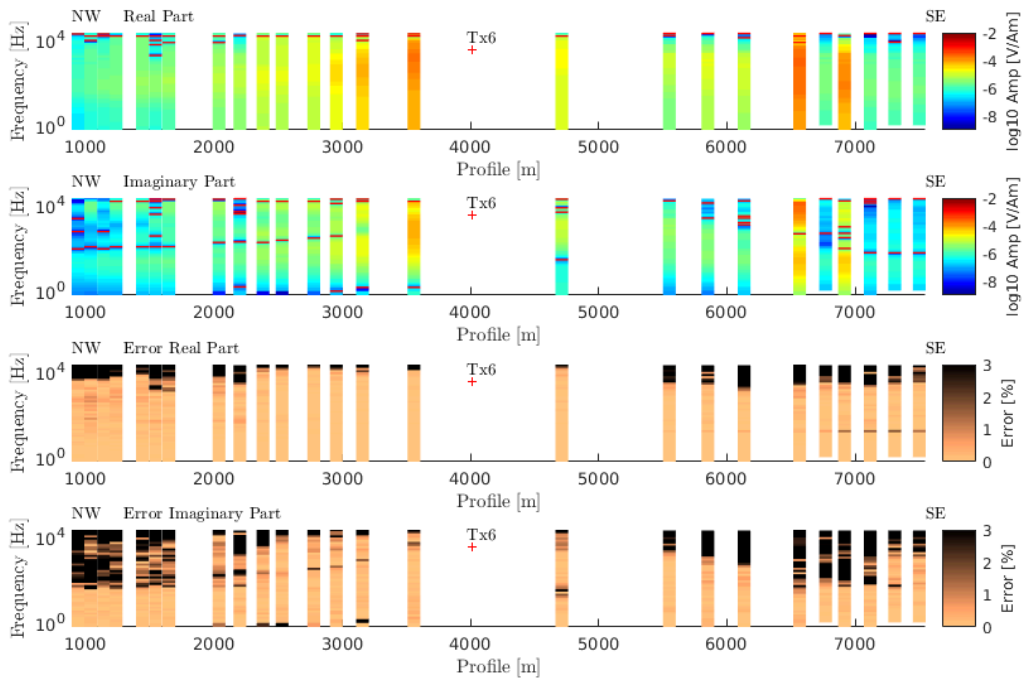 NW Real Part SE
Frequency [Hz]
10^4
10^0
Tx6
1000 2000 3000 4000 5000 6000 7000
Profile [m]
-2
-4
-6
-8
log10 Amp [V/Am]
NW Imaginary Part SE
Frequency [Hz]
10^4
10^0
Tx6
1000 2000 3000 4000 5000 6000 7000
Profile [m]
-2
-4
-6
-8
log10 Amp [V/Am]
NW Error Real Part SE
Frequency [Hz]
10^4
10^0
Tx6
1000 2000 3000 4000 5000 6000 7000
Profile [m]
3
2
1
0
Error [%]
NW Error Imaginary Part SE
Frequency [Hz]
10^4
10^0
Tx6
1000 2000 3000 4000 5000 6000 7000
Profile [m]
3
2
1
0
Error [%]